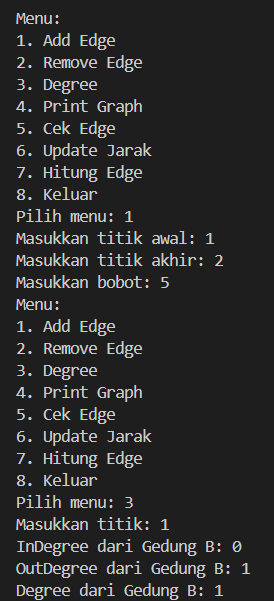 Menu:
1. Add Edge
2. Remove Edge
3. Degree
4. Print Graph
5. Cek Edge
6. Update Jarak
7. Hitung Edge
8. Keluar
Pilih menu: 1
Masukkan titik awal: 1
Masukkan titik akhir: 2
Masukkan bobot: 5
Menu:
1. Add Edge
2. Remove Edge
3. Degree
4. Print Graph
5. Cek Edge
6. Update Jarak
7. Hitung Edge
8. Keluar
Pilih menu: 3
Masukkan titik: 1
InDegree dari Gedung B: 0
OutDegree dari Gedung B: 1
Degree dari Gedung B: 1